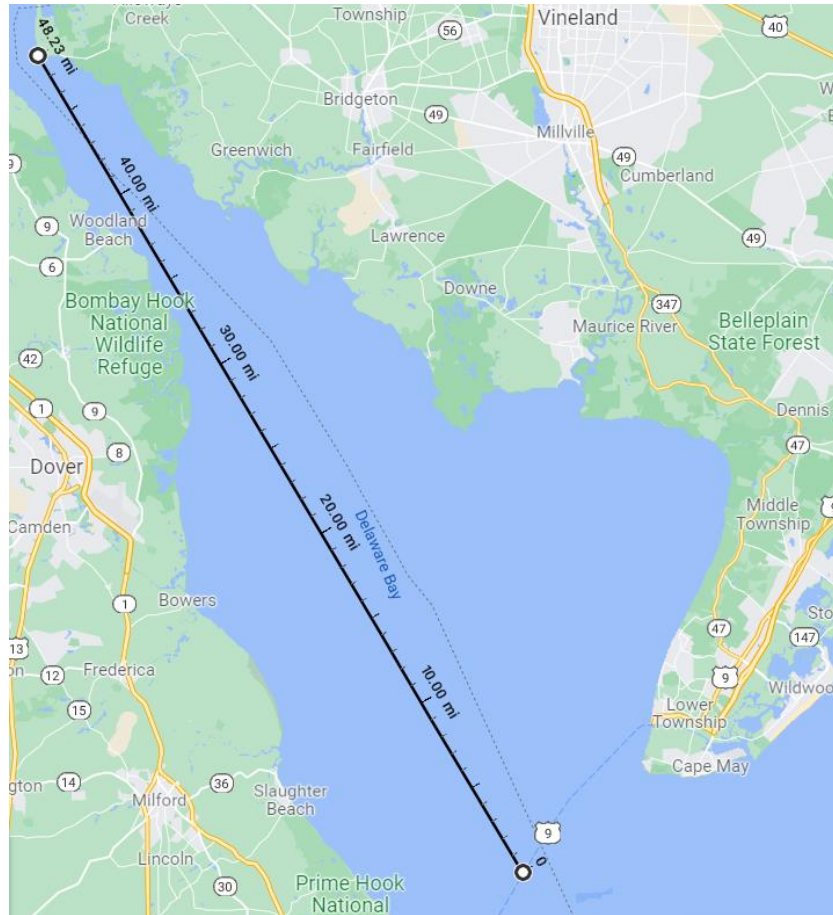 Township
Vineland
Creek
56
40
48.23 mi
Bridgeton
49
Millville
Greenwich
Fairfield
49
Cumberland
40.00 mi
9
Woodland
Beach
Lawrence
49
6
Downe
Bombay Hook
National
Wildlife
Refuge
347
Maurice River
Belleplain
State Forest
30.00 mi
42
1
9
Dennis
8
47
Dover
20.00 mi
Delaware Bay
Middle
Township
9
Camden
1
Bowers
47
147
13
Frederica
12
9
10.00 mi
15
Lower
Township
Wildwood
Cape May
14
36
Slaughter
Beach
Milford
9
0
Lincoln
30
Prime Hook
National